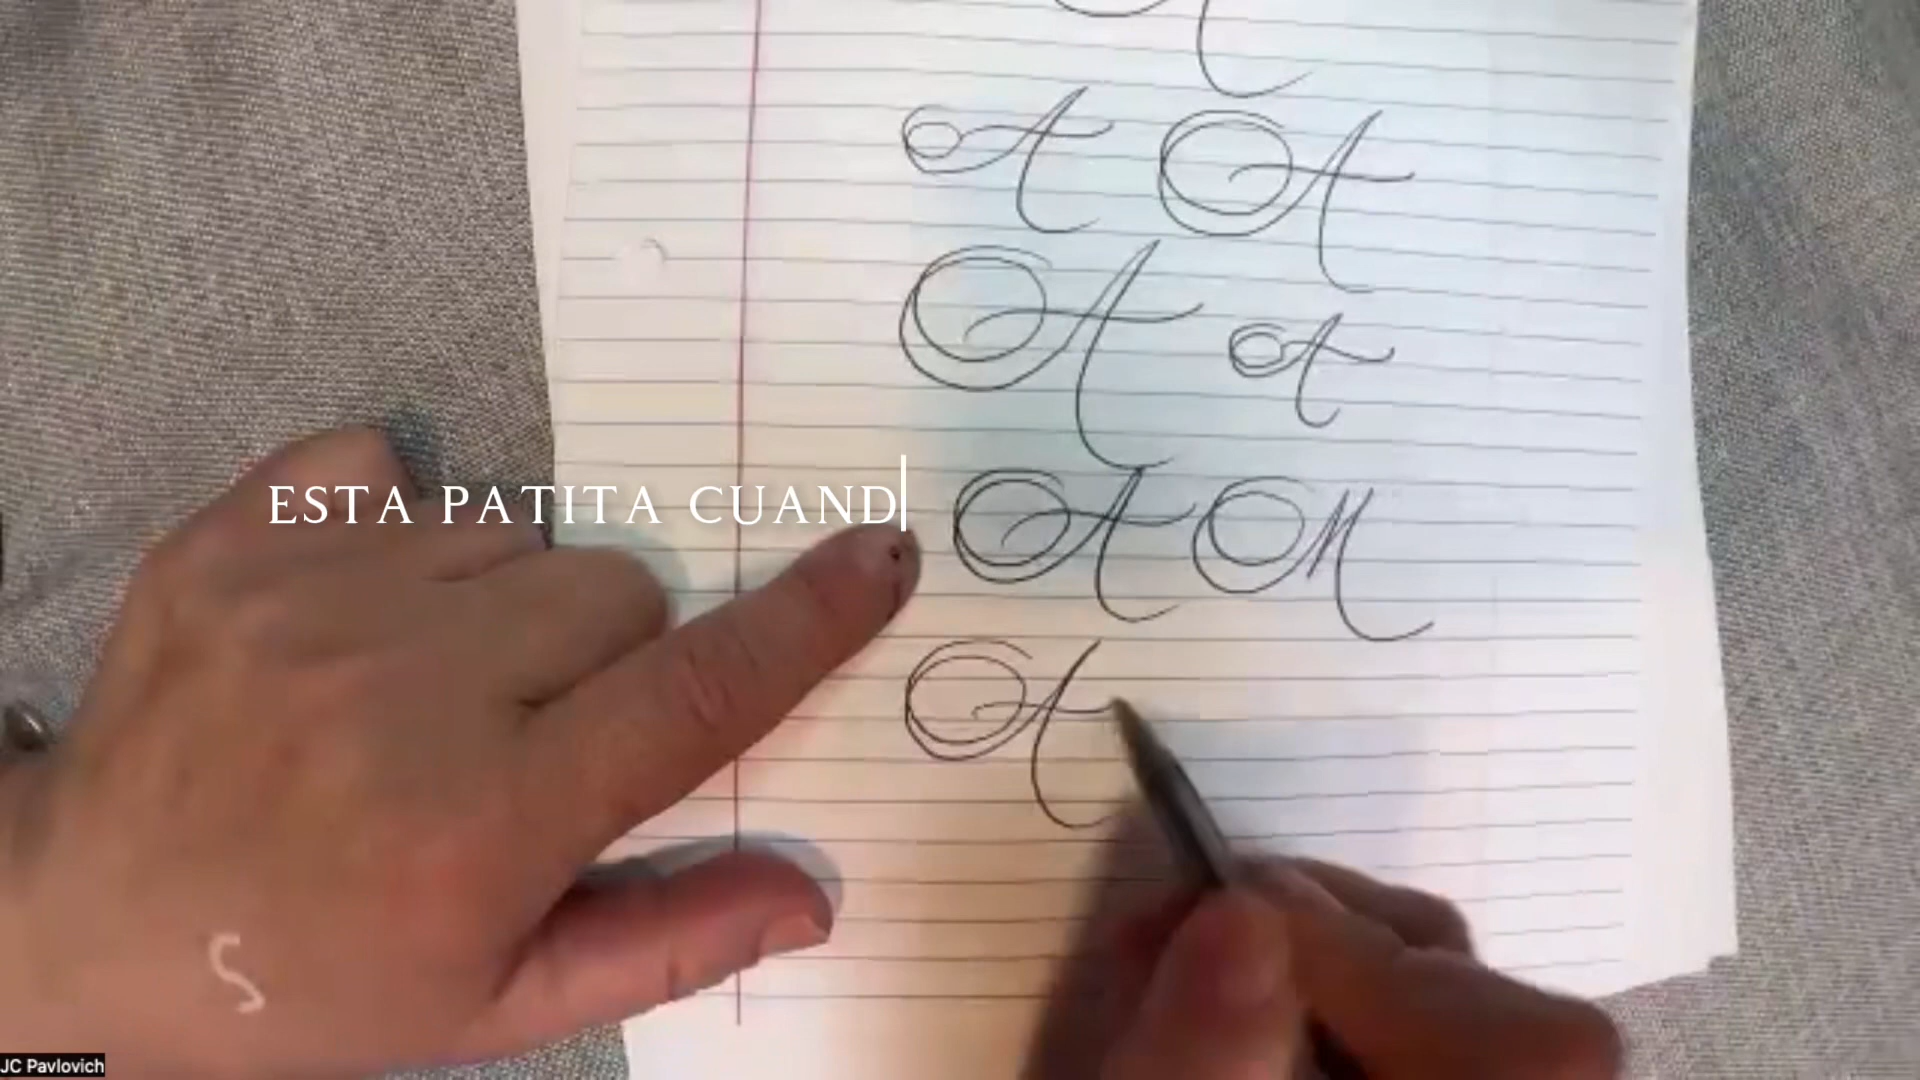 A
A A
A A
ESTA PATITA CUAND
A M
A
S
JC Pavlovich